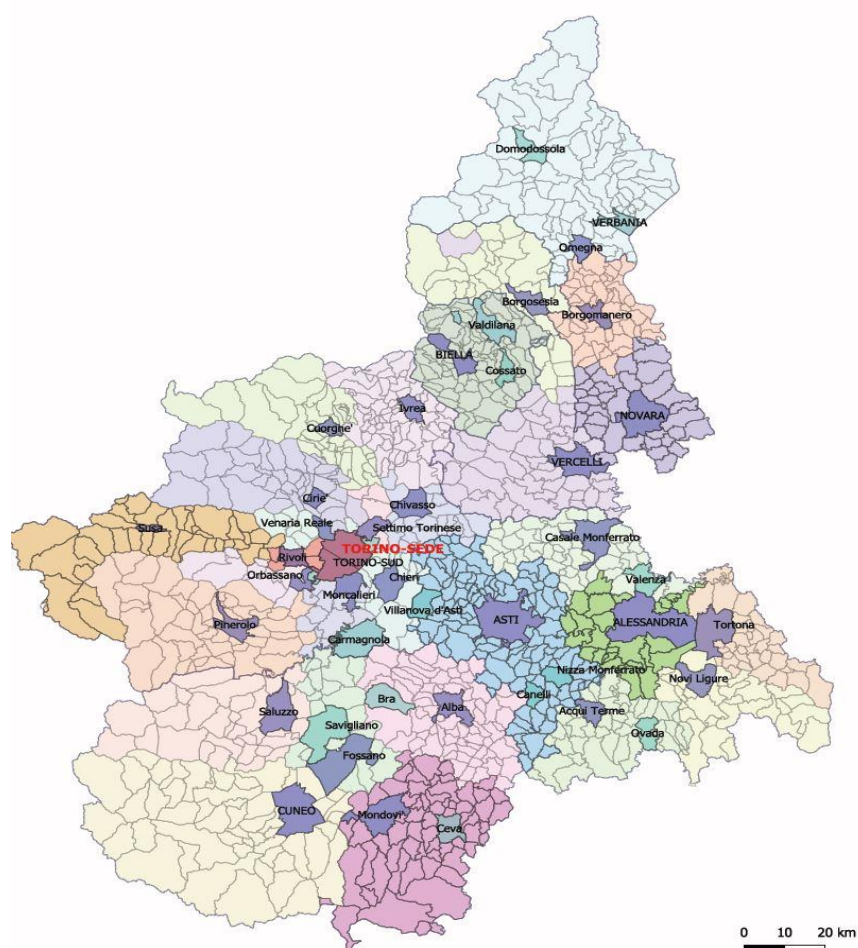 Domodossola
VERBANIA
Omegna
Borgosesia
Borgomanero
Valdilana
BIELLA
Cossato
Ivrea
NOVARA
Cuorghe'
VERCELLI
Cirie'
Chivasso
Venaria Reale
Settimo Torinese
Susa
Casale Monferrato
TORINO-SEDE
Rivoli
TORINO-SUD
Orbassano
Chieri
Valenza
Moncalieri
Villanova d'Asti
Pinerolo
ASTI
ALESSANDRIA
Tortona
Carmagnola
Nizza Monferrato
Novi Ligure
Bra
Canelli
Saluzzo
Alba
Acqui Terme
Savigliano
Ovada
Fossano
CUNEO
Mondovi'
Ceva
0 10 20 km